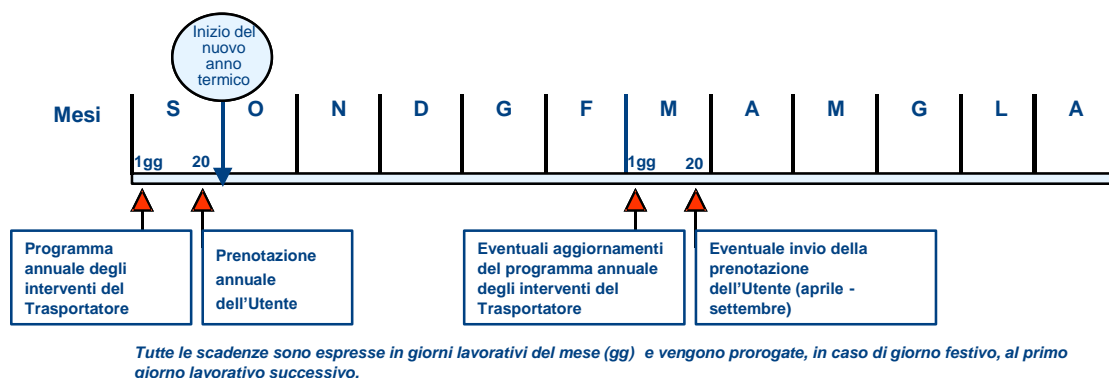 Inizio del
nuovo
anno
termico
Mesi S O N D G F M A M G L A
1gg 20 1gg 20
Programma
annuale degli
interventi del
Trasportatore
Prenotazione
annuale
dell'Utente
Eventuali aggiornamenti
del programma annuale
degli interventi del
Trasportatore
Eventuale invio della
prenotazione
dell'Utente (aprile -
settembre)
Tutte le scadenze sono espresse in giorni lavorativi del mese (gg) e vengono prorogate, in caso di giorno festivo, al primo
giorno lavorativo successivo.